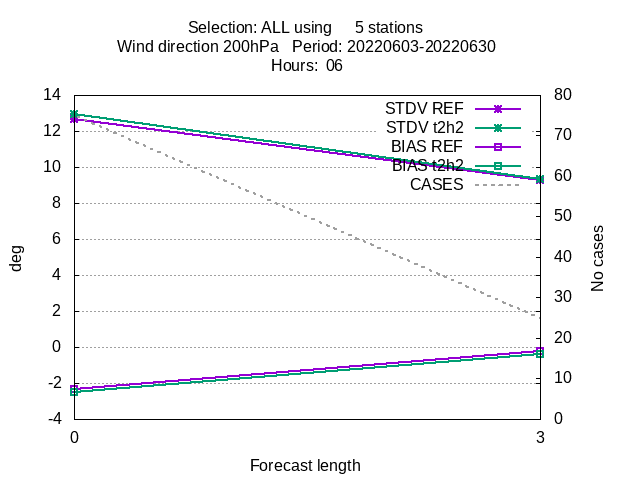 Selection: ALL using 5 stations
Wind direction 200hPa Period: 20220603-20220630
Hours: 06
14
12
10
8
6
4
2
0
-2
-4
deg
80
70
60
50
40
30
20
10
0
No cases
STDV REF
STDV t2h2
BIAS REF
BIAS t2h2
CASES
0
3
Forecast length